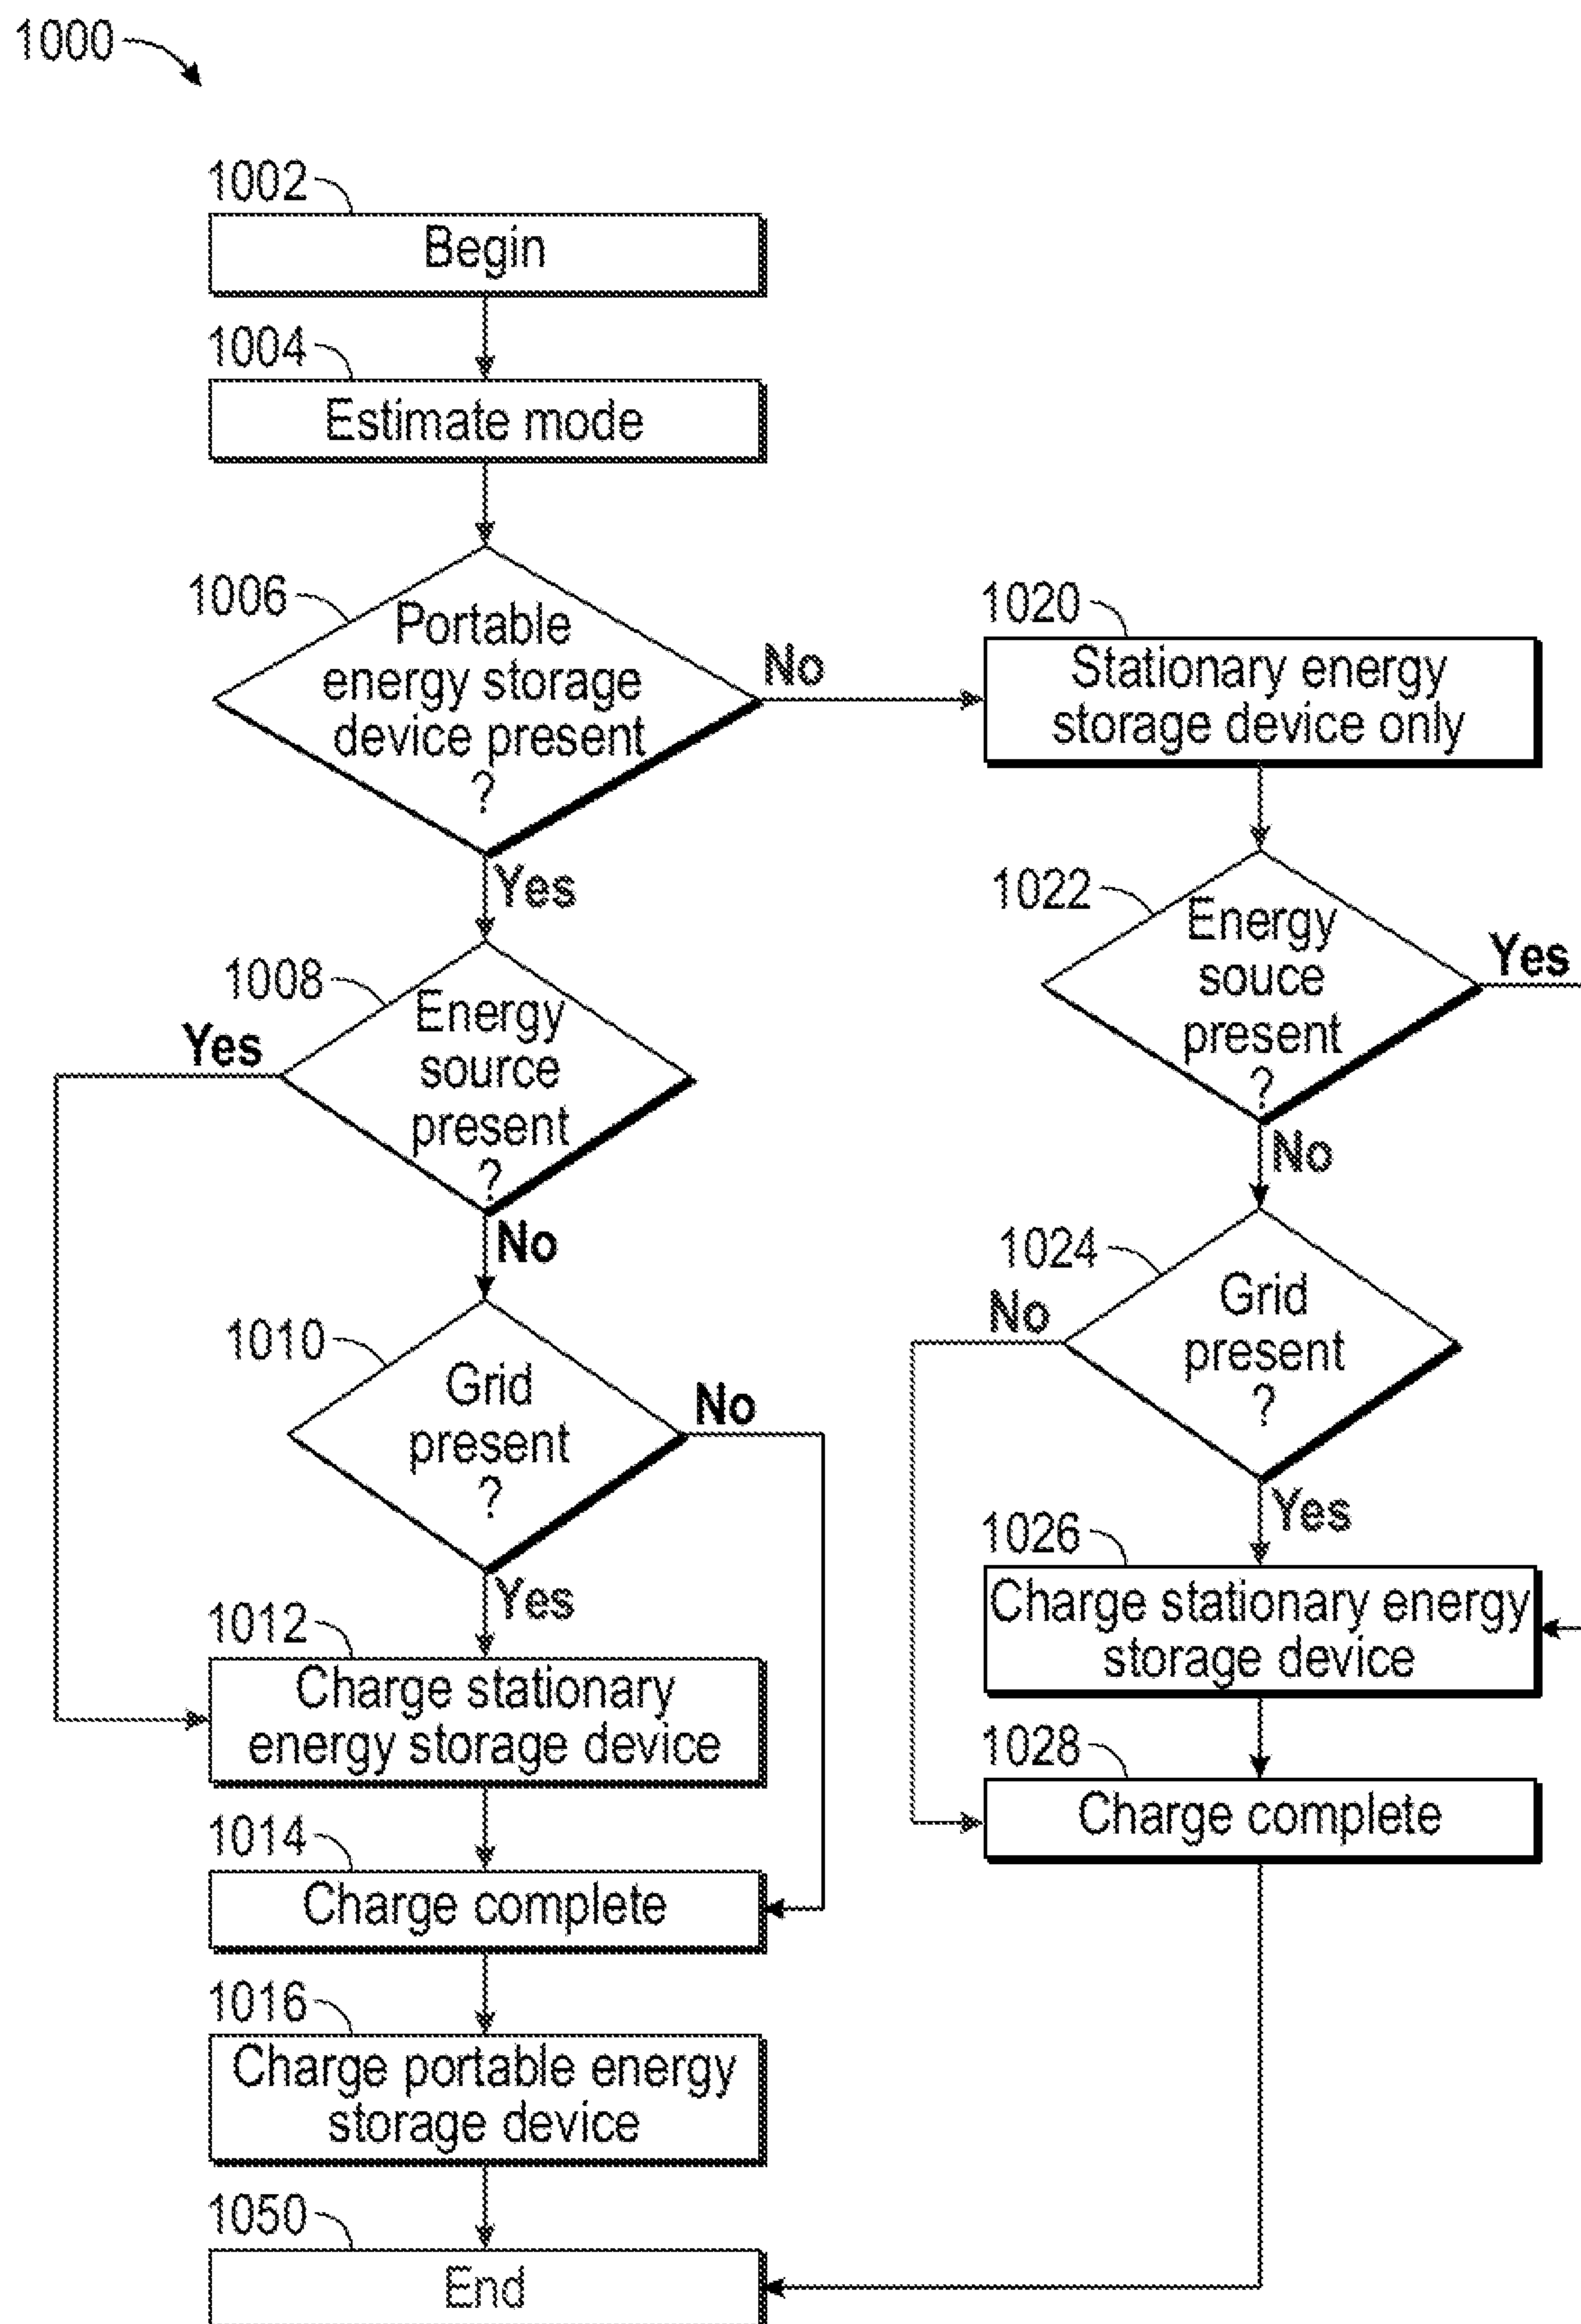 1000
1002
Begin
1004
Estimate mode
1006
Portable
energy storage
device present
?
No
Yes
1008
Energy
source
present
?
Yes
No
1010
Grid
present
?
No
Yes
1012
Charge stationary
energy storage device
1014
Charge complete
1016
Charge portable energy
storage device
1050
End
1020
Stationary energy
storage device only
1022
Energy
souce
present
?
Yes
No
1024
Grid
present
?
No
Yes
1026
Charge stationary energy
storage device
1028
Charge complete